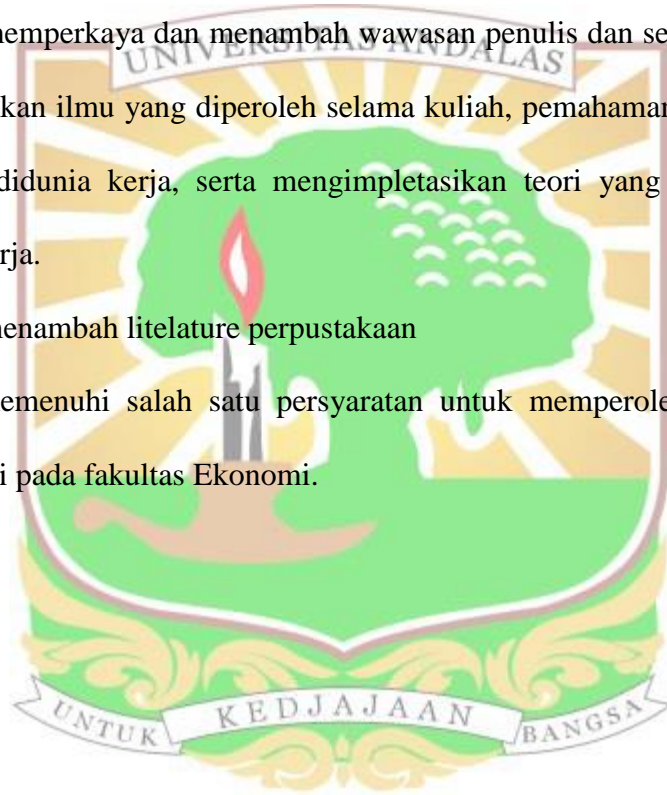 memperkaya dan menambah wawasan penulis dan se
UNIVERSITAS ANDALAS
kan ilmu yang diperoleh selama kuliah, pemahaman
didunia kerja, serta mengimpletasikan teori yang
rja.
menambah litelature perpustakaan
memenuhi salah satu persyaratan untuk memperole
i pada fakultas Ekonomi.
UNTUK KEDJAJAAN BANGSA